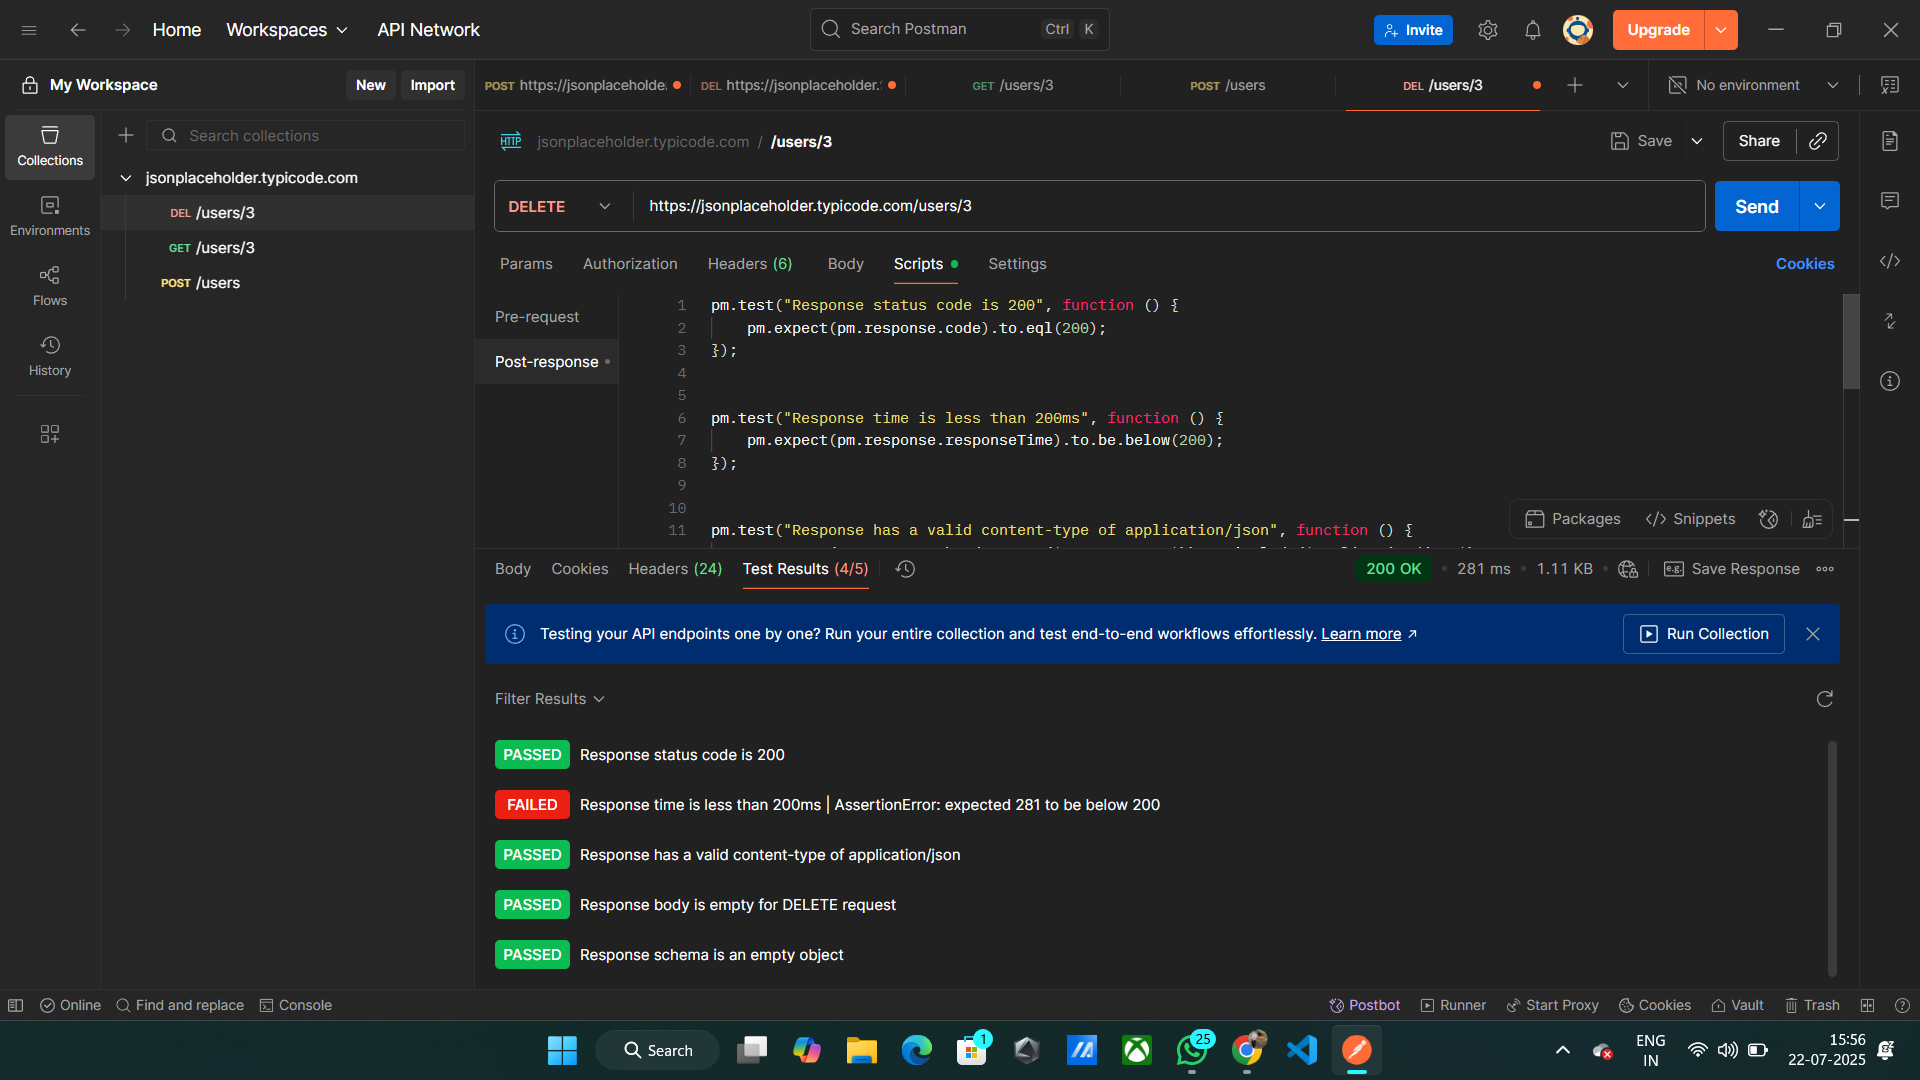 Home Workspaces API Network Search Postman Ctrl K Invite Upgrade
My Workspace New Import POST https://jsonplaceholde DEL https://jsonplaceholder. GET /users/3 POST /users DEL /users/3 No environment
Search collections
Collections
HTTP jsonplaceholder.typicode.com / /users/3 Save Share
jsonplaceholder.typicode.com
DEL /users/3
GET /users/3
POST /users
Environments
Flows
History
DELETE https://jsonplaceholder.typicode.com/users/3 Send
Params Authorization Headers (6) Body Scripts Settings Cookies
Pre-request
Post-response
1 pm.test("Response status code is 200", function () {
2 pm.expect(pm.response.code).to.eql(200);
3 });
4
5
6 pm.test("Response time is less than 200ms", function () {
7 pm.expect(pm.response.responseTime).to.be.below(200);
8 });
9
10
11 pm.test("Response has a valid content-type of application/json", function () {
Packages Snippets
Body Cookies Headers (24) Test Results (4/5) 200 OK 281 ms 1.11 KB e.g. Save Response
Testing your API endpoints one by one? Run your entire collection and test end-to-end workflows effortlessly. Learn more Run Collection
Filter Results
PASSED Response status code is 200
FAILED Response time is less than 200ms | AssertionError: expected 281 to be below 200
PASSED Response has a valid content-type of application/json
PASSED Response body is empty for DELETE request
PASSED Response schema is an empty object
Online Find and replace Console Postbot Runner Start Proxy Cookies Vault Trash
Search 1 25 ENG 15:56
IN 22-07-2025